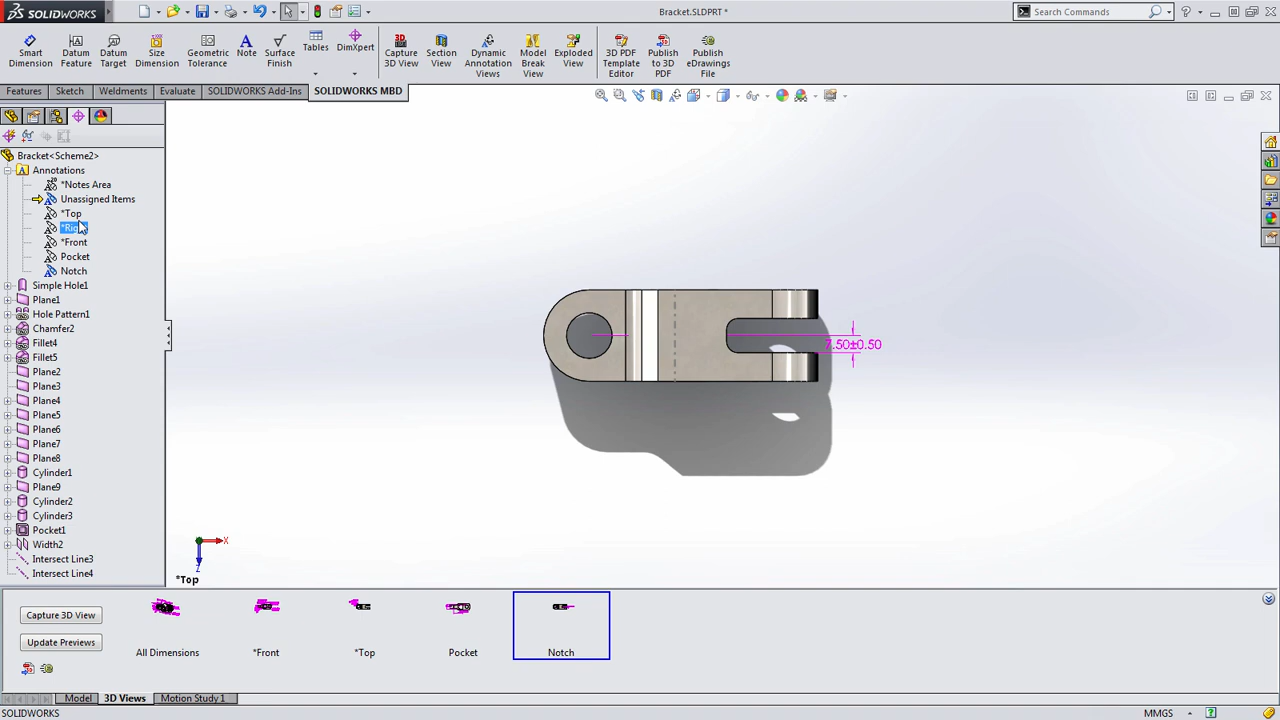 SOLIDWORKS
Bracket.SLDPRT *
Search Commands
Smart Dimension
Datum Feature
Datum Target
Size Dimension
Geometric Tolerance
Note
Surface Finish
Tables
DimXpert
Capture 3D View
Section View
Dynamic Annotation Views
Model Break View
Exploded View
3D PDF Template Editor
Publish to 3D PDF
Publish eDrawings File
Features
Sketch
Weldments
Evaluate
SOLIDWORKS Add-Ins
SOLIDWORKS MBD
Bracket<Scheme2>
Annotations
*Notes Area
Unassigned Items
*Top
*Front
Pocket
Notch
Simple Hole1
Plane1
Hole Pattern1
Chamfer2
Fillet4
Fillet5
Plane2
Plane3
Plane4
Plane5
Plane6
Plane7
Plane8
Cylinder1
Plane9
Cylinder2
Cylinder3
Pocket1
Width2
Intersect Line3
Intersect Line4
7.50±0.50
X
Z
*Top
Capture 3D View
Update Previews
All Dimensions
*Front
*Top
Pocket
Notch
Model
3D Views
Motion Study 1
SOLIDWORKS
MMGS